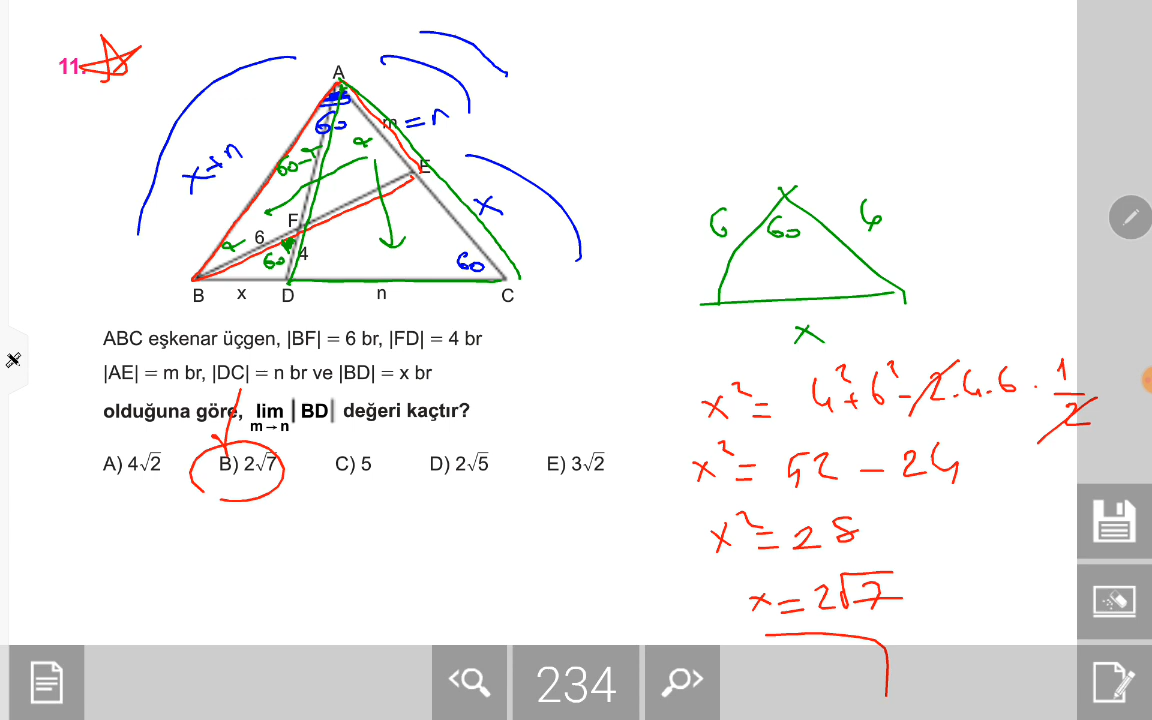 11.
A
60
m = n
x+n
α
60-α
E
x
F
α
6
60
4
60
B
x
D
n
C
6
60
4
x
ABC eşkenar üçgen, |BF| = 6 br, |FD| = 4 br
|AE| = m br, |DC| = n br ve |BD| = x br
olduğuna göre, lim |BD| değeri kaçtır?
m→n
A) 4√2 B) 2√7 C) 5 D) 2√5 E) 3√2
x² = 4² + 6² - 2.4.6 . 1/2
x² = 52 - 24
x² = 28
x = 2√7
234